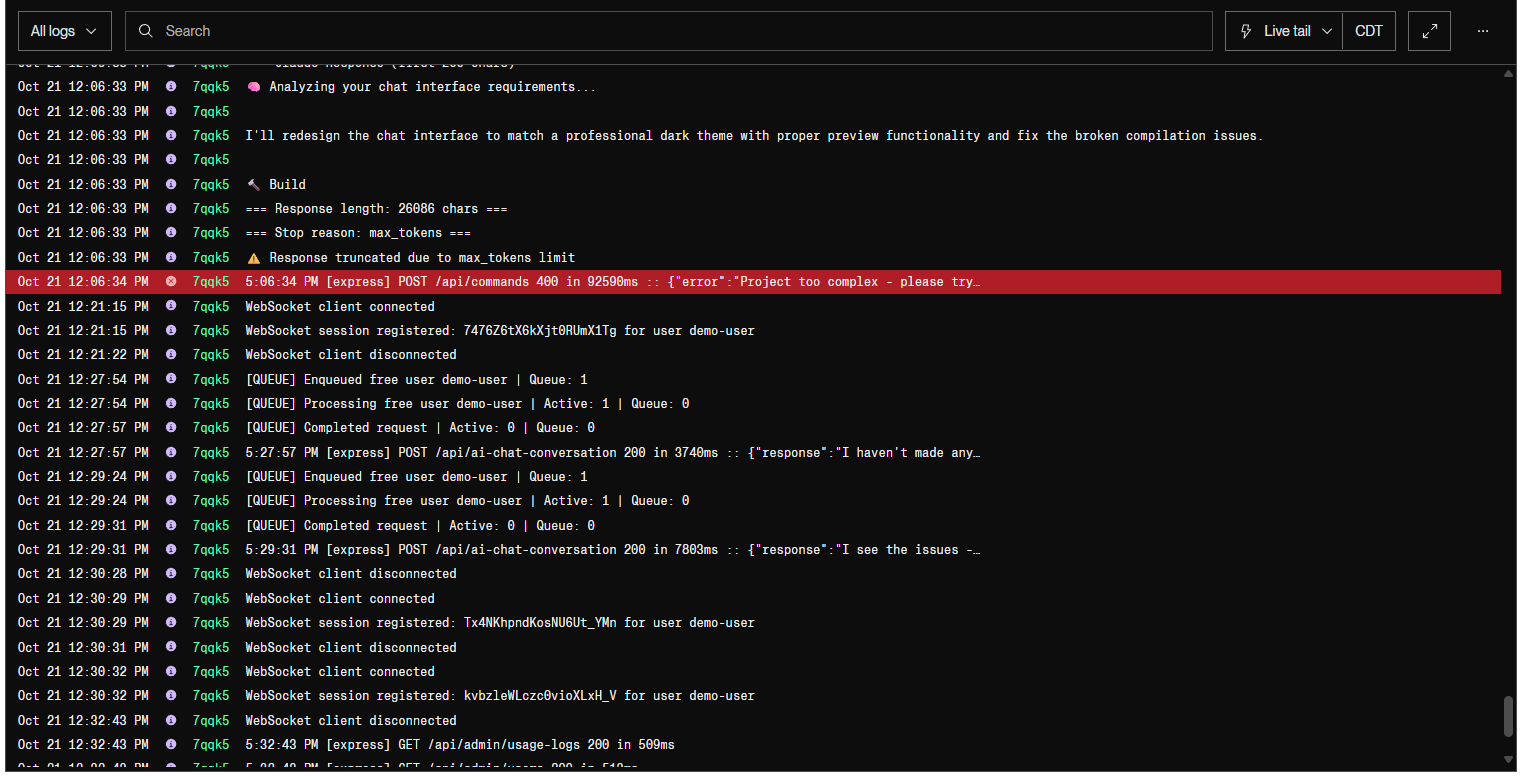 All logs
Search
Live tail
CDT
Claude Response (first 200 chars)
Oct 21 12:06:33 PM 7qqk5 🧠 Analyzing your chat interface requirements...
Oct 21 12:06:33 PM 7qqk5
Oct 21 12:06:33 PM 7qqk5 I'll redesign the chat interface to match a professional dark theme with proper preview functionality and fix the broken compilation issues.
Oct 21 12:06:33 PM 7qqk5
Oct 21 12:06:33 PM 7qqk5 🔨 Build
Oct 21 12:06:33 PM 7qqk5 === Response length: 26086 chars ===
Oct 21 12:06:33 PM 7qqk5 === Stop reason: max_tokens ===
Oct 21 12:06:33 PM 7qqk5 ⚠️ Response truncated due to max_tokens limit
Oct 21 12:06:34 PM 7qqk5 5:06:34 PM [express] POST /api/commands 400 in 92590ms :: {"error":"Project too complex - please try…
Oct 21 12:21:15 PM 7qqk5 WebSocket client connected
Oct 21 12:21:15 PM 7qqk5 WebSocket session registered: 7476Z6tX6kXjt0RUmX1Tg for user demo-user
Oct 21 12:21:22 PM 7qqk5 WebSocket client disconnected
Oct 21 12:27:54 PM 7qqk5 [QUEUE] Enqueued free user demo-user | Queue: 1
Oct 21 12:27:54 PM 7qqk5 [QUEUE] Processing free user demo-user | Active: 1 | Queue: 0
Oct 21 12:27:57 PM 7qqk5 [QUEUE] Completed request | Active: 0 | Queue: 0
Oct 21 12:27:57 PM 7qqk5 5:27:57 PM [express] POST /api/ai-chat-conversation 200 in 3740ms :: {"response":"I haven't made any…
Oct 21 12:29:24 PM 7qqk5 [QUEUE] Enqueued free user demo-user | Queue: 1
Oct 21 12:29:24 PM 7qqk5 [QUEUE] Processing free user demo-user | Active: 1 | Queue: 0
Oct 21 12:29:31 PM 7qqk5 [QUEUE] Completed request | Active: 0 | Queue: 0
Oct 21 12:29:31 PM 7qqk5 5:29:31 PM [express] POST /api/ai-chat-conversation 200 in 7803ms :: {"response":"I see the issues -…
Oct 21 12:30:28 PM 7qqk5 WebSocket client disconnected
Oct 21 12:30:29 PM 7qqk5 WebSocket client connected
Oct 21 12:30:29 PM 7qqk5 WebSocket session registered: Tx4NKhpndKosNU6Ut_YMn for user demo-user
Oct 21 12:30:31 PM 7qqk5 WebSocket client disconnected
Oct 21 12:30:32 PM 7qqk5 WebSocket client connected
Oct 21 12:30:32 PM 7qqk5 WebSocket session registered: kvbzleWLczc0vioXLxH_V for user demo-user
Oct 21 12:32:43 PM 7qqk5 WebSocket client disconnected
Oct 21 12:32:43 PM 7qqk5 5:32:43 PM [express] GET /api/admin/usage-logs 200 in 509ms